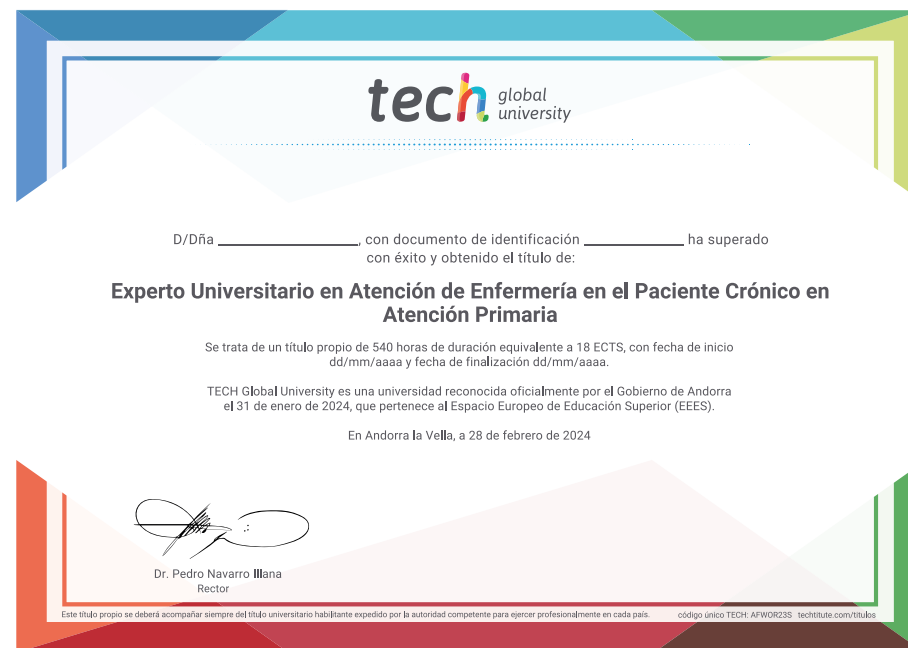 tech global university
D/Dña ____________________, con documento de identificación ______________ ha superado
con éxito y obtenido el título de:
Experto Universitario en Atención de Enfermería en el Paciente Crónico en
Atención Primaria
Se trata de un título propio de 540 horas de duración equivalente a 18 ECTS, con fecha de inicio
dd/mm/aaaa y fecha de finalización dd/mm/aaaa.
TECH Global University es una universidad reconocida oficialmente por el Gobierno de Andorra
el 31 de enero de 2024, que pertenece al Espacio Europeo de Educación Superior (EEES).
En Andorra la Vella, a 28 de febrero de 2024
Dr. Pedro Navarro Illana
Rector
Este título propio se deberá acompañar siempre del título universitario habilitante expedido por la autoridad competente para ejercer profesionalmente en cada país. código único TECH: AFWOR23S techtitute.com/titulos